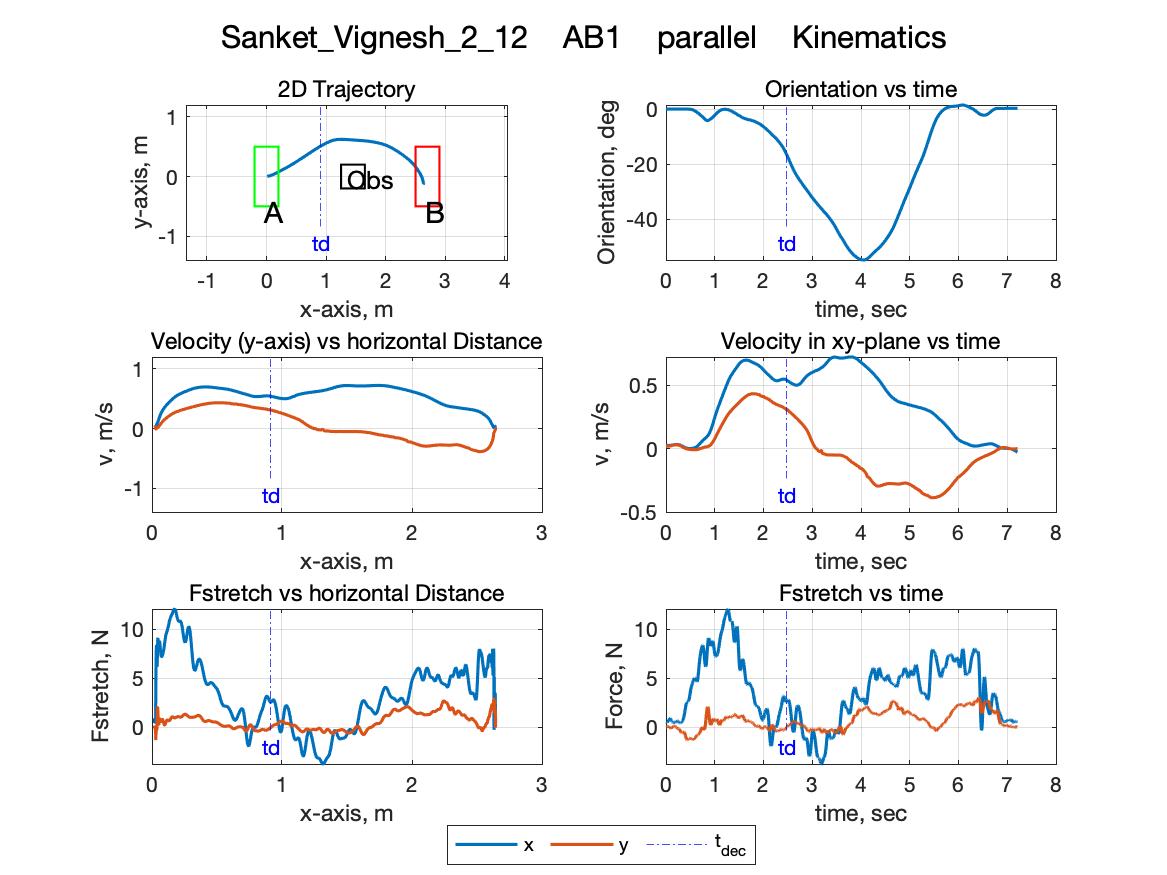 Sanket_Vignesh_2_12 AB1 parallel Kinematics
2D Trajectory
y-axis, m
1
0
-1
A
Obs
B
td
-1 0 1 2 3 4
x-axis, m
Orientation vs time
Orientation, deg
0
-20
-40
td
0 1 2 3 4 5 6 7 8
time, sec
Velocity (y-axis) vs horizontal Distance
v, m/s
1
0
-1
td
0 1 2 3
x-axis, m
Velocity in xy-plane vs time
v, m/s
0.5
0
-0.5
td
0 1 2 3 4 5 6 7 8
time, sec
Fstretch vs horizontal Distance
Fstretch, N
10
5
0
td
0 1 2 3
x-axis, m
Fstretch vs time
Force, N
10
5
0
td
0 1 2 3 4 5 6 7 8
time, sec
x y t_dec